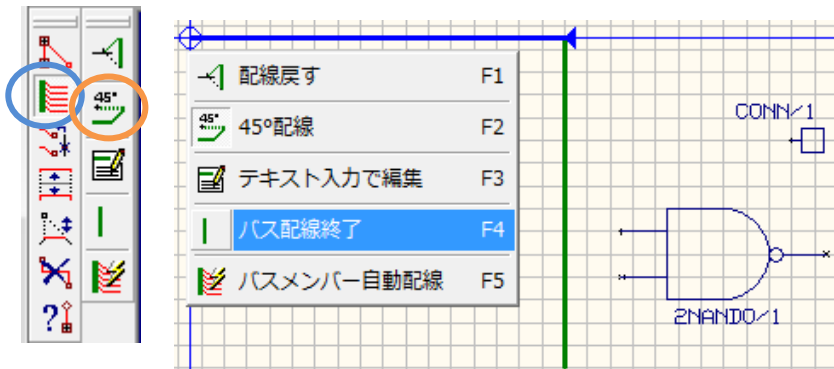 45°
?
配線戻す F1
45°
45°配線 F2
テキスト入力で編集 F3
バス配線終了 F4
バスメンバー自動配線 F5
CONN/1
2NANDO/1